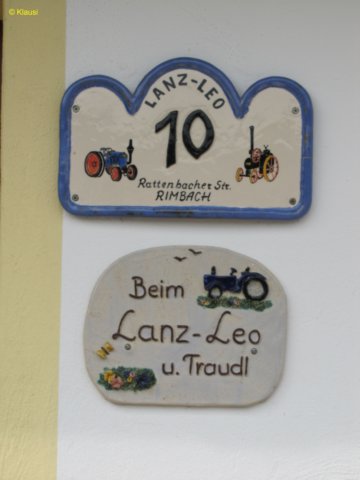 © Klausi
LANZ-LEO
10
Rattenbacher Str.
RIMBACH
Beim
Lanz-Leo
u. Traudl